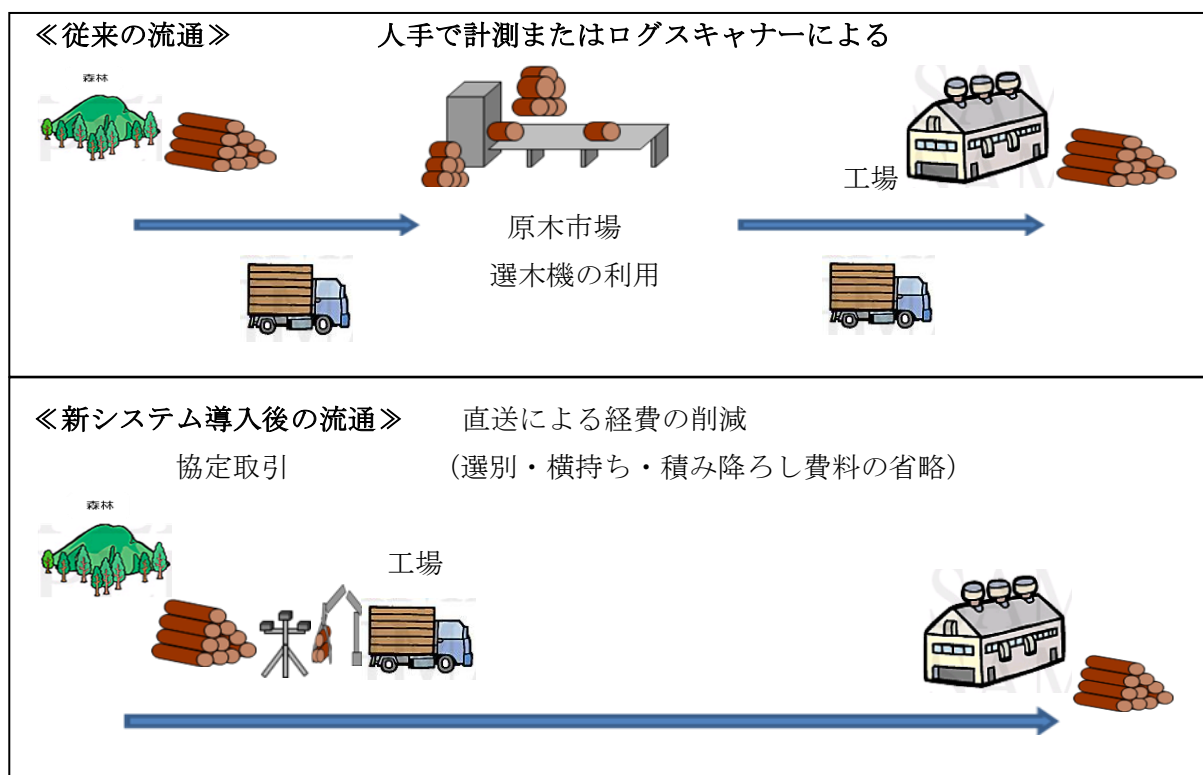 ≪従来の流通≫ 人手で計測またはログスキャナーによる
森林
工場
原木市場
選木機の利用
≪新システム導入後の流通≫ 直送による経費の削減
協定取引 (選別・横持ち・積み降ろし費料の省略)
森林
工場